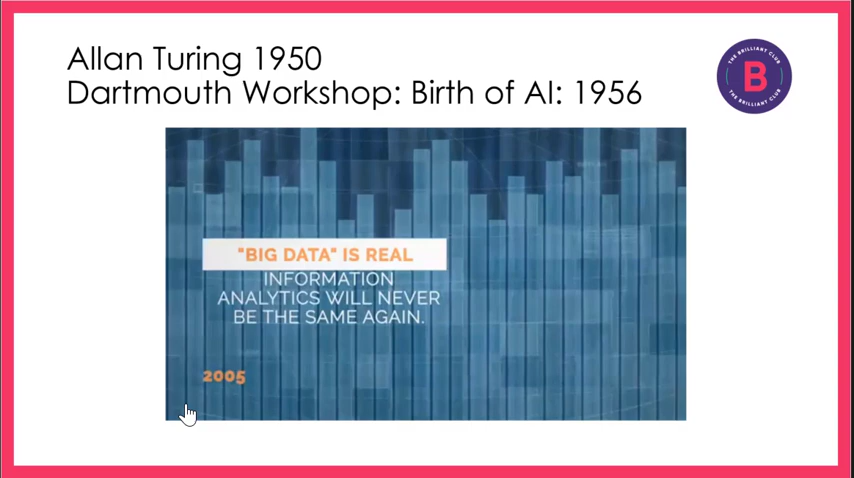 Allan Turing 1950
Dartmouth Workshop: Birth of AI: 1956
THE BRILLIANT CLUB
B
THE BRILLIANT CLUB
"BIG DATA" IS REAL
INFORMATION
ANALYTICS WILL NEVER
BE THE SAME AGAIN.
2005